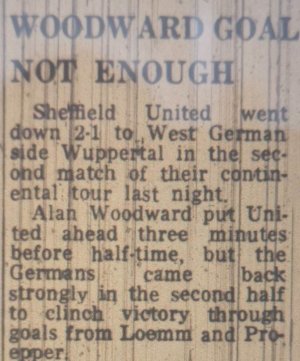 WOODWARD GOAL
NOT ENOUGH
Sheffield United went
down 2-1 to West German
side Wuppertal in the sec-
ond match of their contin-
ental tour last night.
Alan Woodward put Uni-
ted ahead three minutes
before half-time, but the
Germans came back
strongly in the second half
to clinch victory through
goals from Loemm and Pro-
epper.